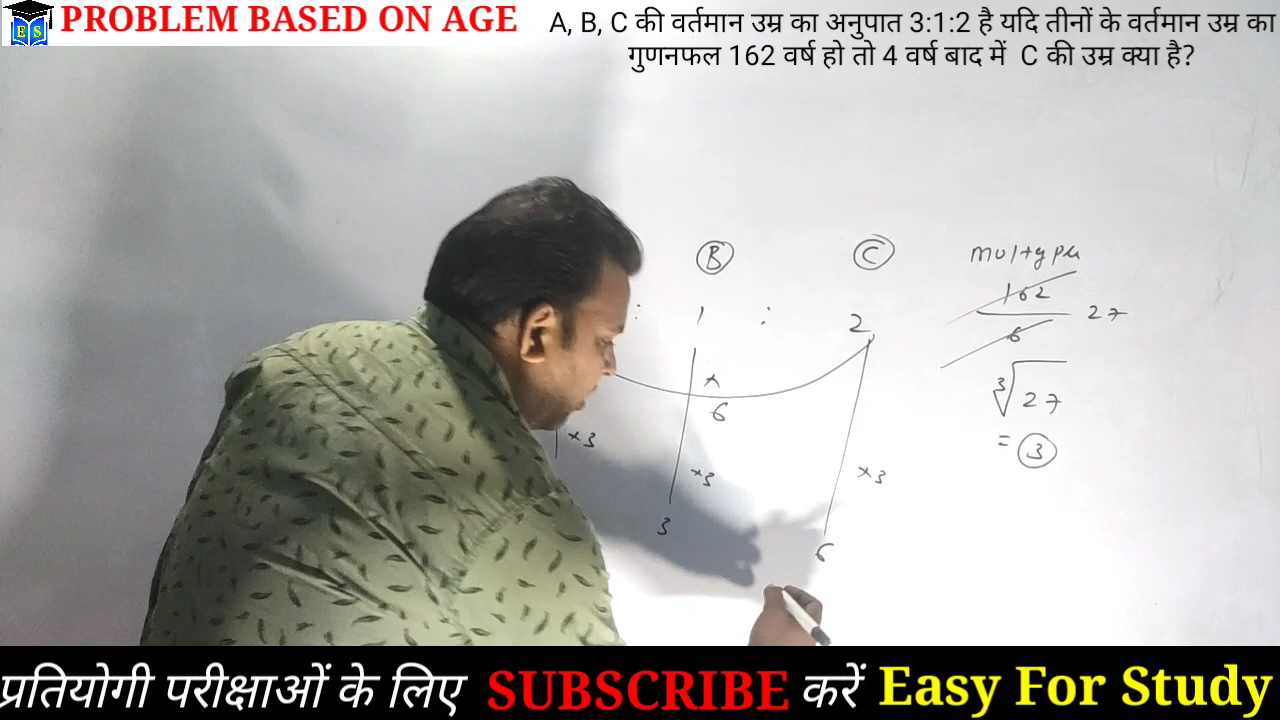 PROBLEM BASED ON AGE
A, B, C की वर्तमान उम्र का अनुपात 3:1:2 है यदि तीनों के वर्तमान उम्र का
गुणनफल 162 वर्ष हो तो 4 वर्ष बाद में C की उम्र क्या है?
ES
B C
: 1 : 2
×
6
×3 ×3 ×3
3 6
162
6
27
3√27
= 3
प्रतियोगी परीक्षाओं के लिए SUBSCRIBE करें Easy For Study